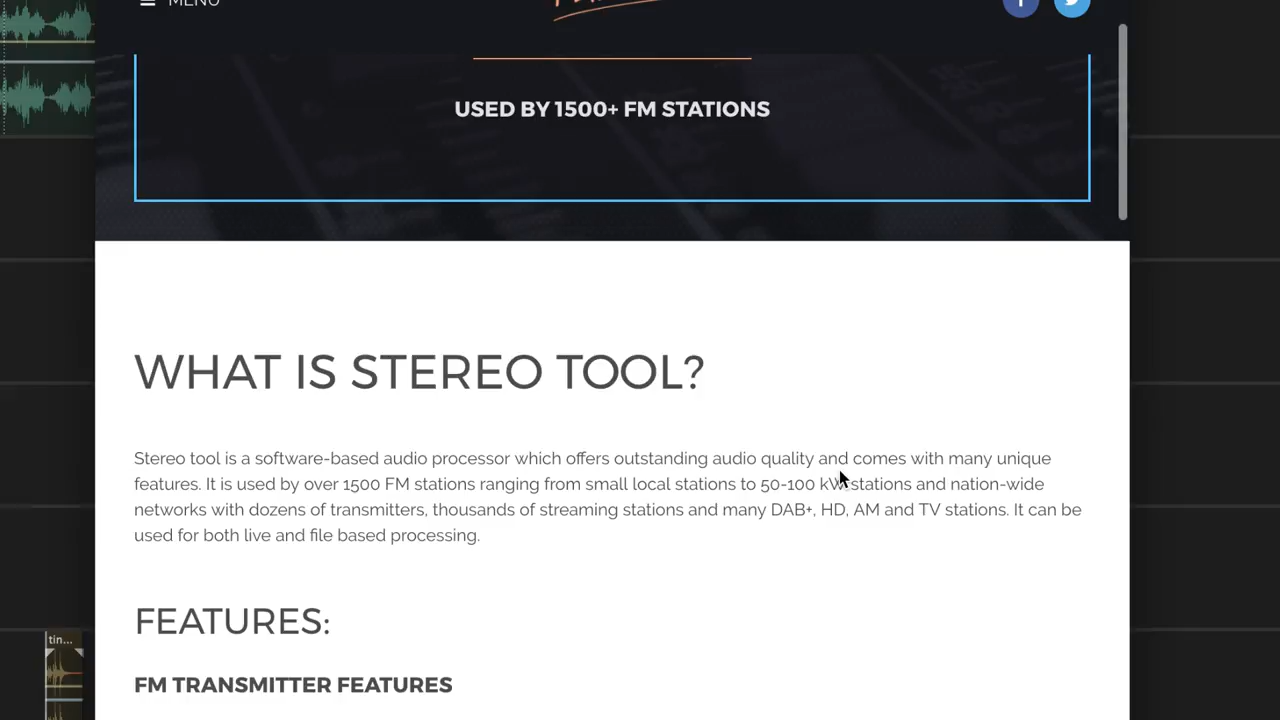 MENU
USED BY 1500+ FM STATIONS
WHAT IS STEREO TOOL?
Stereo tool is a software-based audio processor which offers outstanding audio quality and comes with many unique
features. It is used by over 1500 FM stations ranging from small local stations to 50-100 kW stations and nation-wide
networks with dozens of transmitters, thousands of streaming stations and many DAB+, HD, AM and TV stations. It can be
used for both live and file based processing.
FEATURES:
tin...
FM TRANSMITTER FEATURES